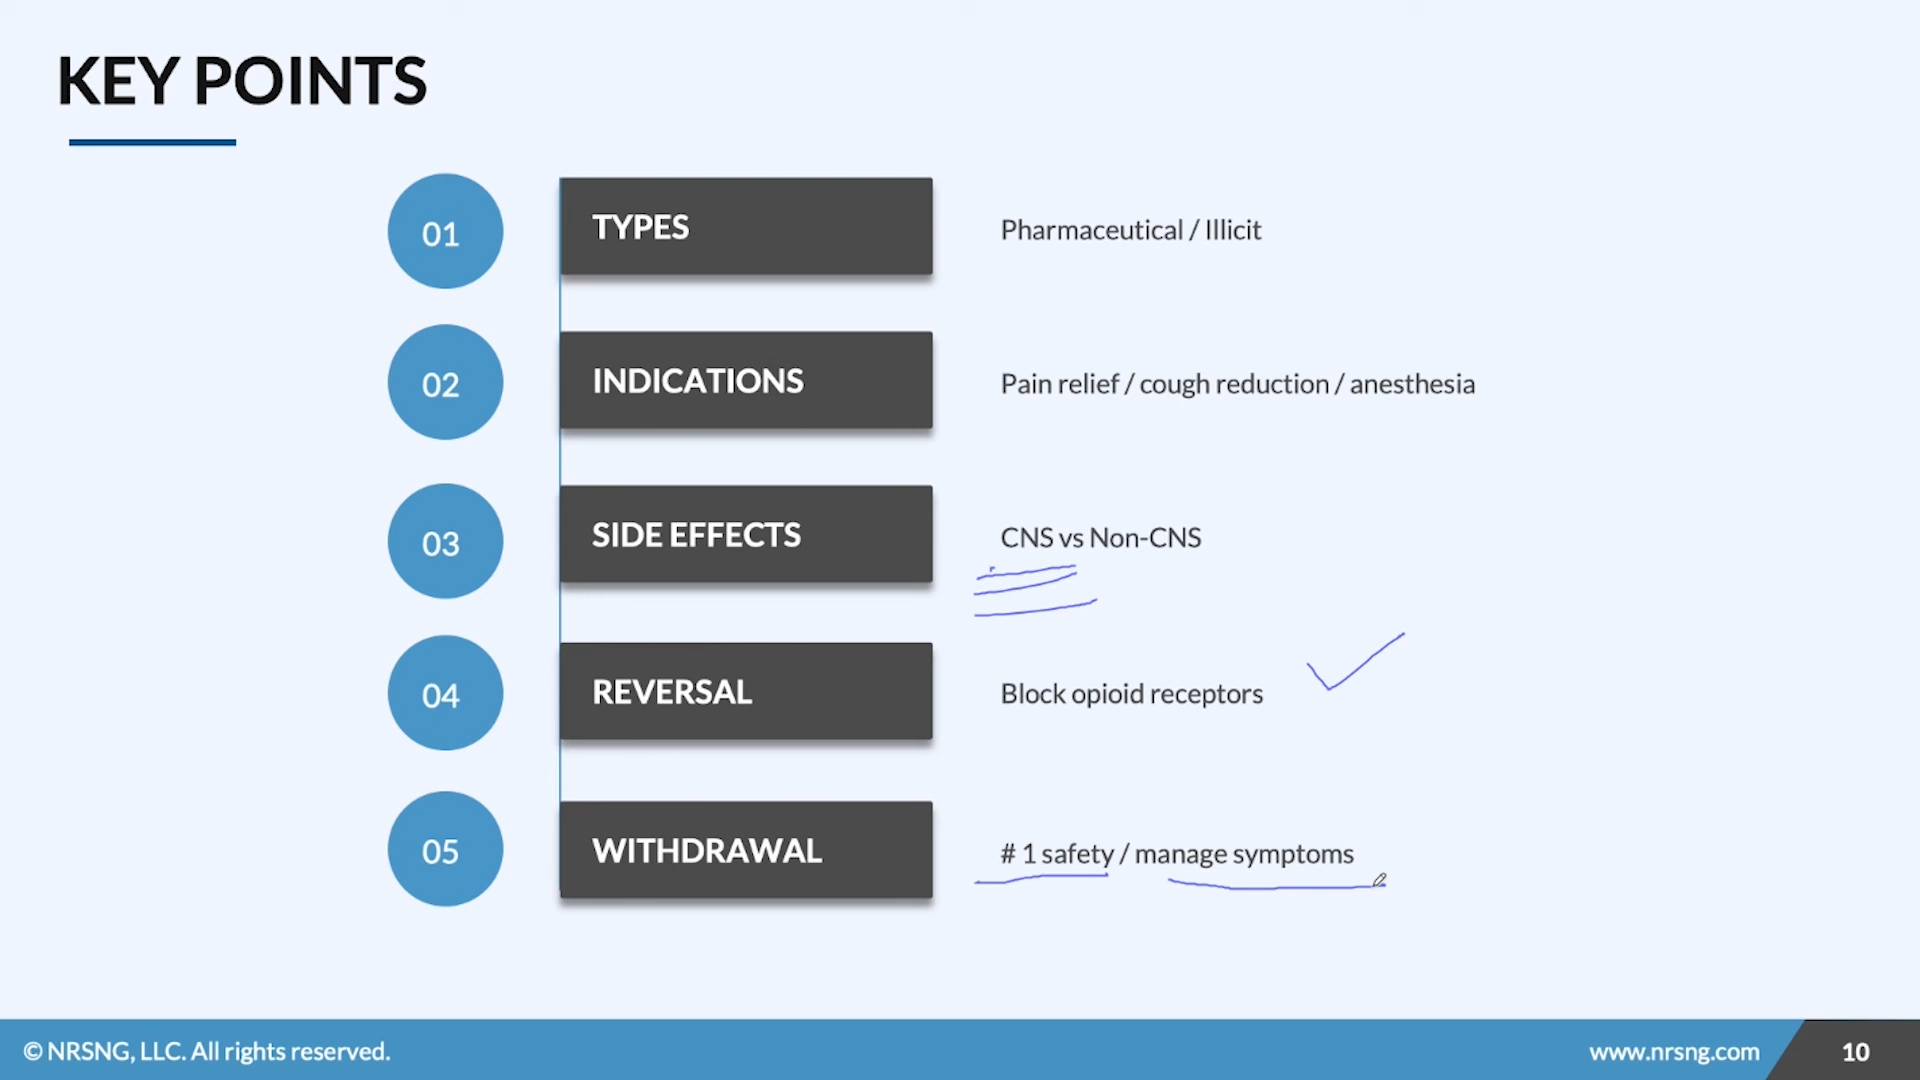 KEY POINTS
01
TYPES
Pharmaceutical / Illicit
02
INDICATIONS
Pain relief / cough reduction / anesthesia
03
SIDE EFFECTS
CNS vs Non-CNS
04
REVERSAL
Block opioid receptors
05
WITHDRAWAL
# 1 safety / manage symptoms
© NRSNG, LLC. All rights reserved.
www.nrsng.com
10